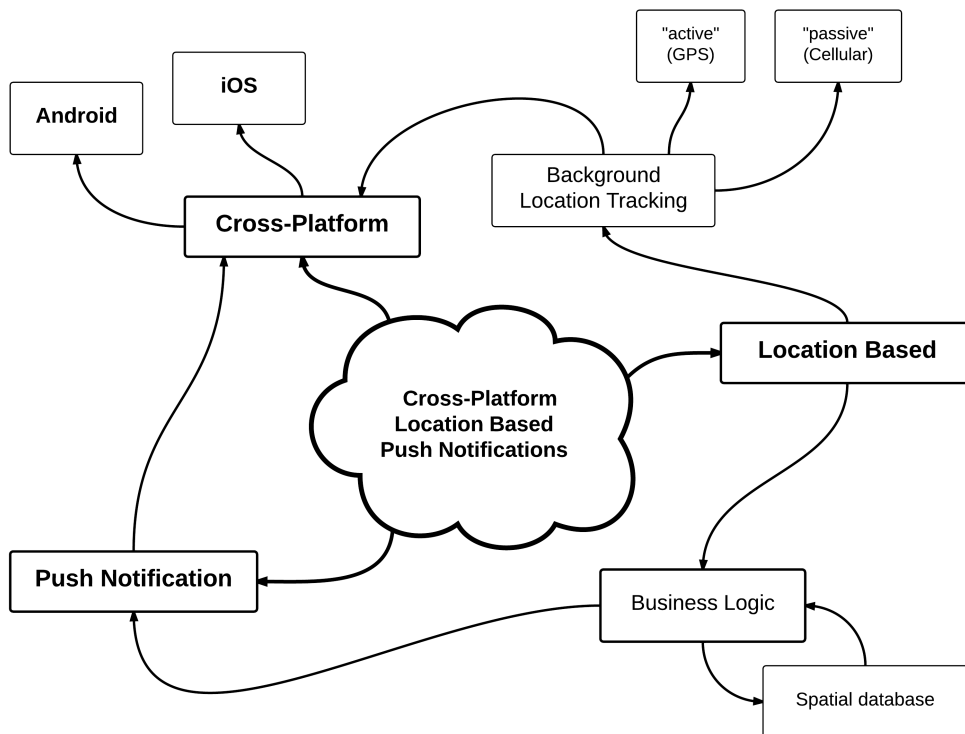 "active"
(GPS)
"passive"
(Cellular)
iOS
Android
Background
Location Tracking
Cross-Platform
Location Based
Cross-Platform
Location Based
Push Notifications
Push Notification
Business Logic
Spatial database